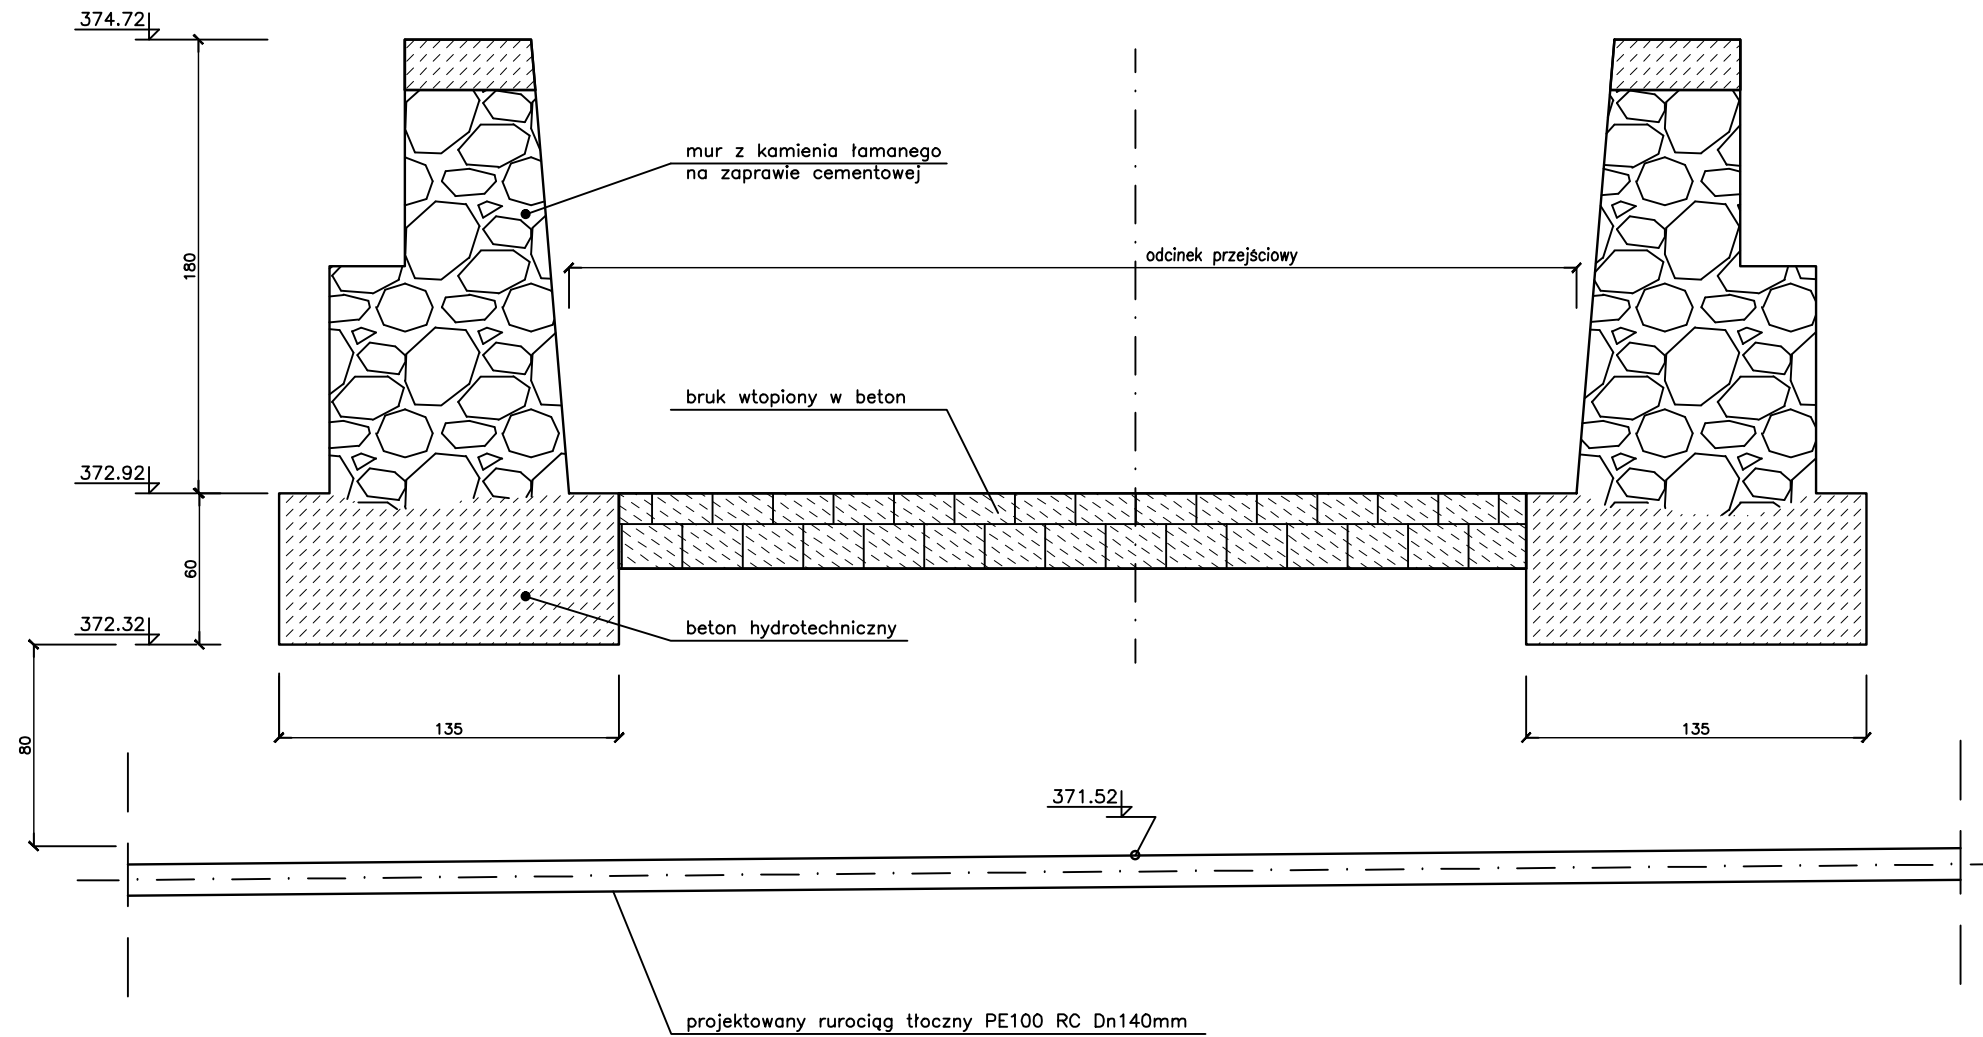 374.72
mur z kamienia łamanego
na zaprawie cementowej
180
odcinek przejściowy
bruk wtopiony w beton
372.92
60
beton hydrotechniczny
372.32
135
135
80
371.52
projektowany rurociąg tłoczny PE100 RC Dn140mm